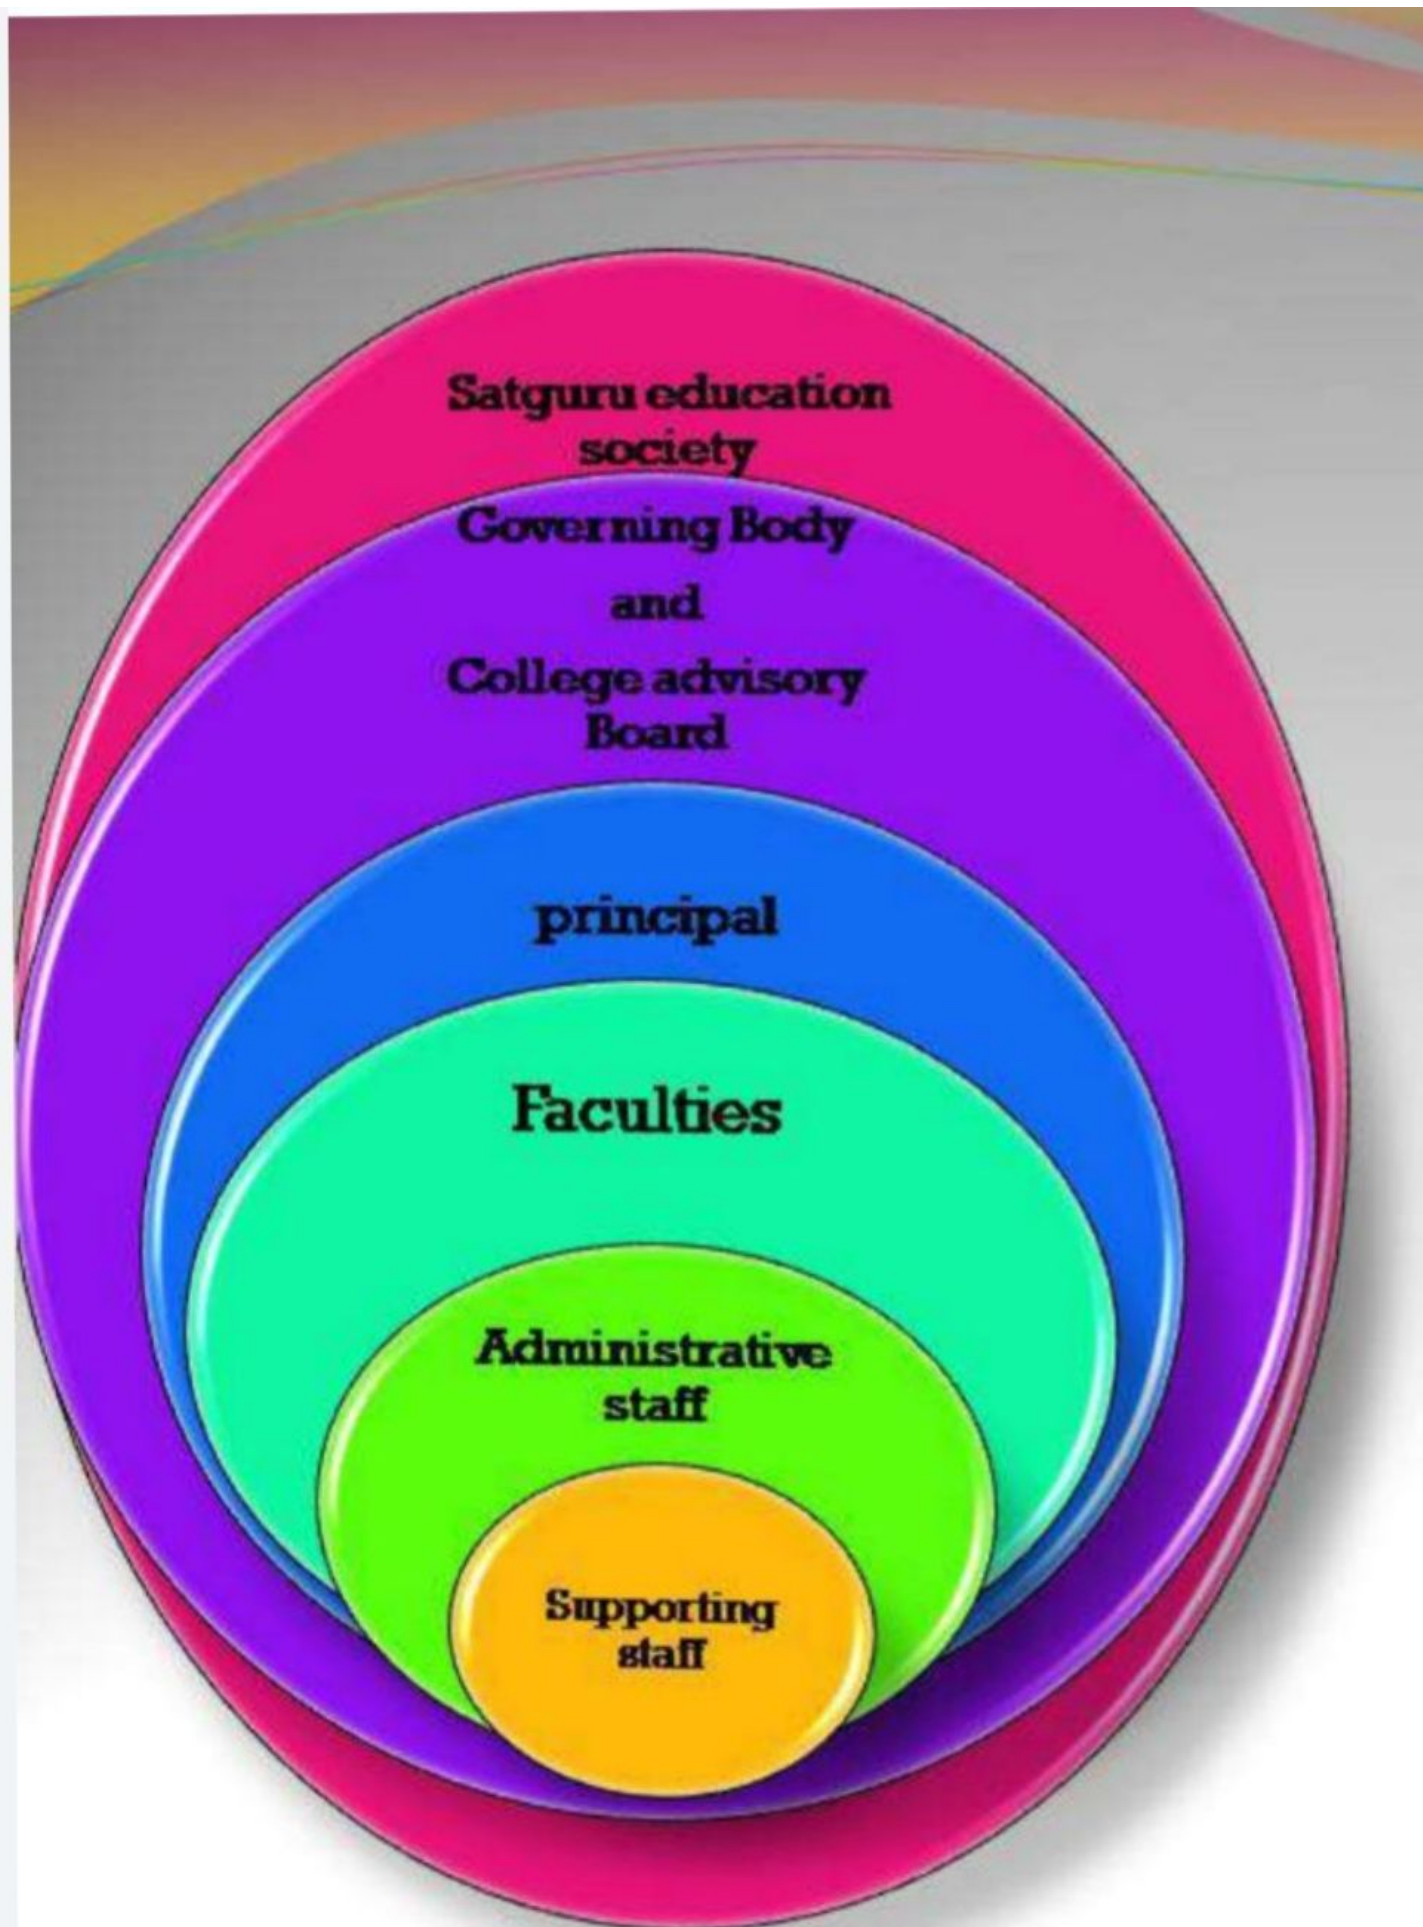 Satguru education
society
Governing Body
and
College advisory
Board
principal
Faculties
Administrative
staff
Supporting
staff